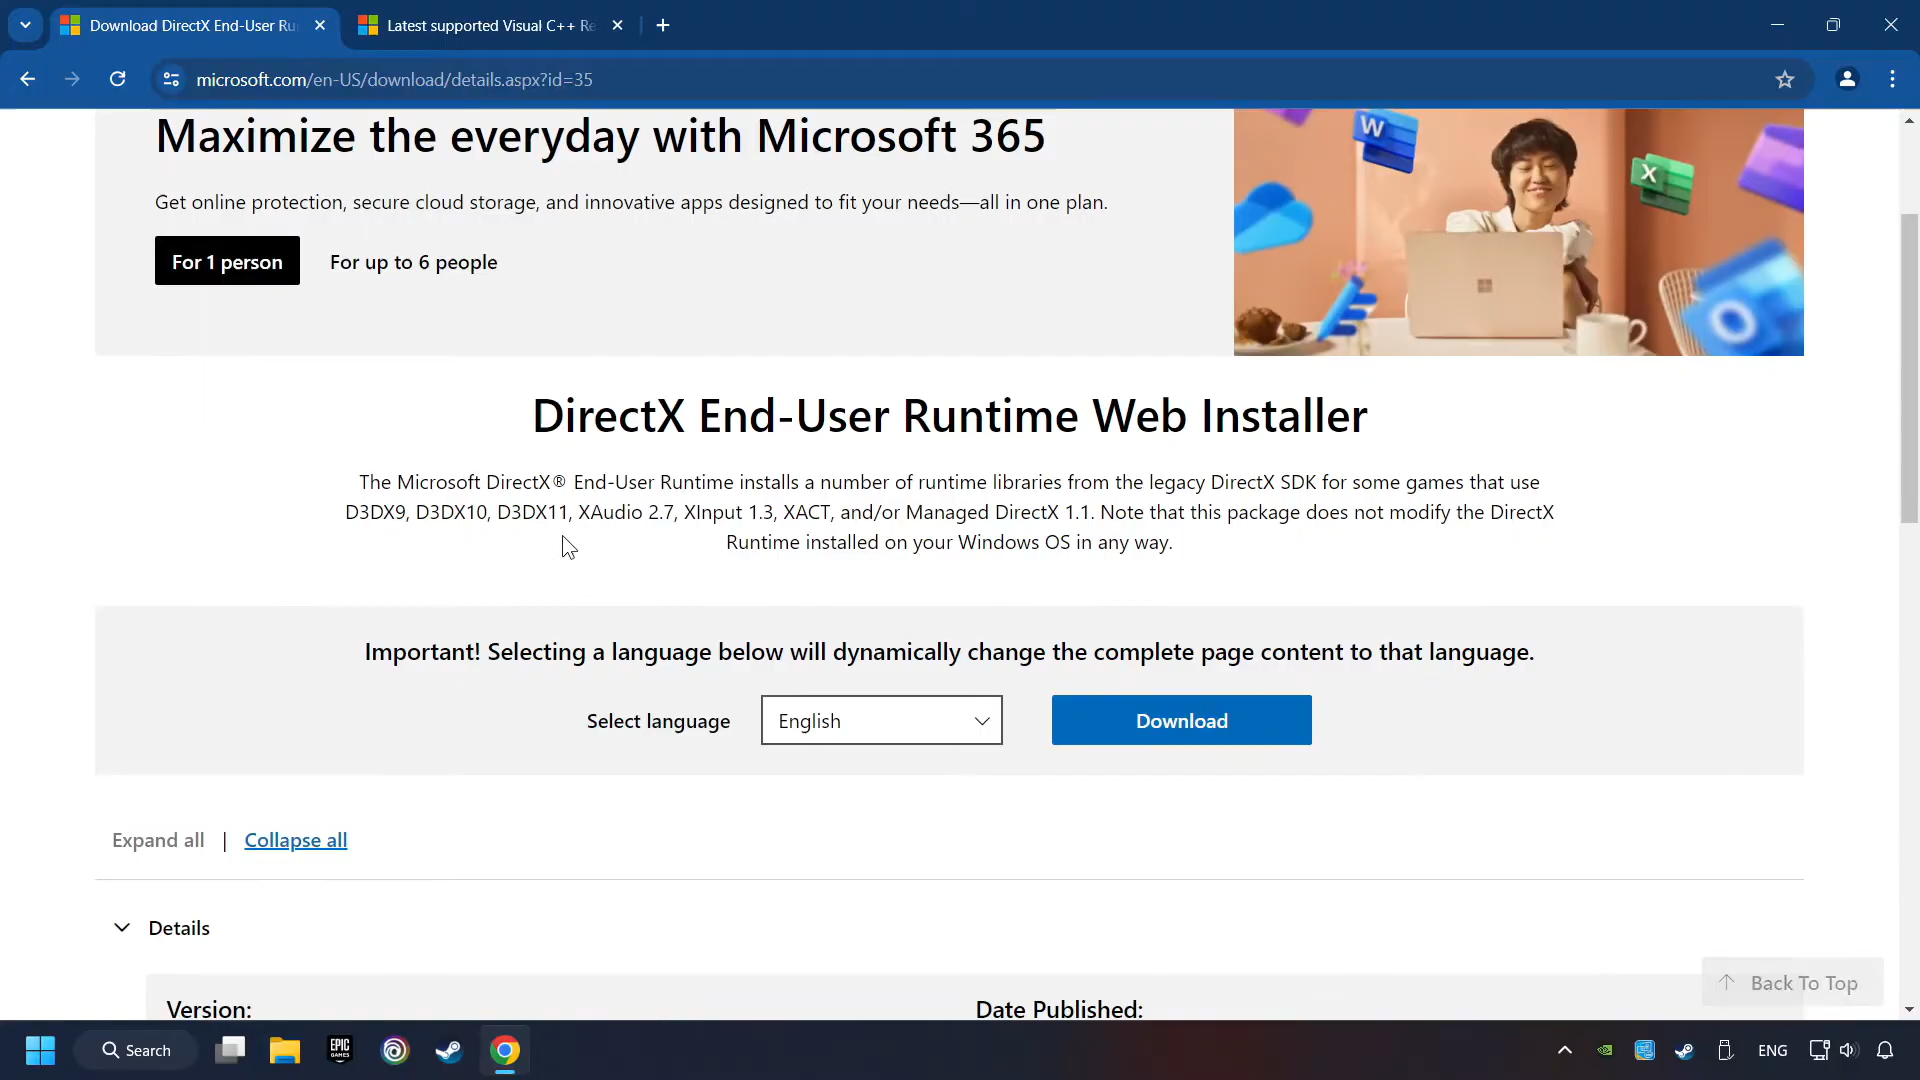 Download DirectX End-User Ru
Latest supported Visual C++ Re
microsoft.com/en-US/download/details.aspx?id=35
Maximize the everyday with Microsoft 365
Get online protection, secure cloud storage, and innovative apps designed to fit your needs—all in one plan.
For 1 person
For up to 6 people
W
X
DirectX End-User Runtime Web Installer
The Microsoft DirectX® End-User Runtime installs a number of runtime libraries from the legacy DirectX SDK for some games that use
D3DX9, D3DX10, D3DX11, XAudio 2.7, XInput 1.3, XACT, and/or Managed DirectX 1.1. Note that this package does not modify the DirectX
Runtime installed on your Windows OS in any way.
Important! Selecting a language below will dynamically change the complete page content to that language.
Select language
English
Download
Expand all | Collapse all
Details
Back To Top
Version:
Date Published:
Search
EPIC
GAMES
ENG